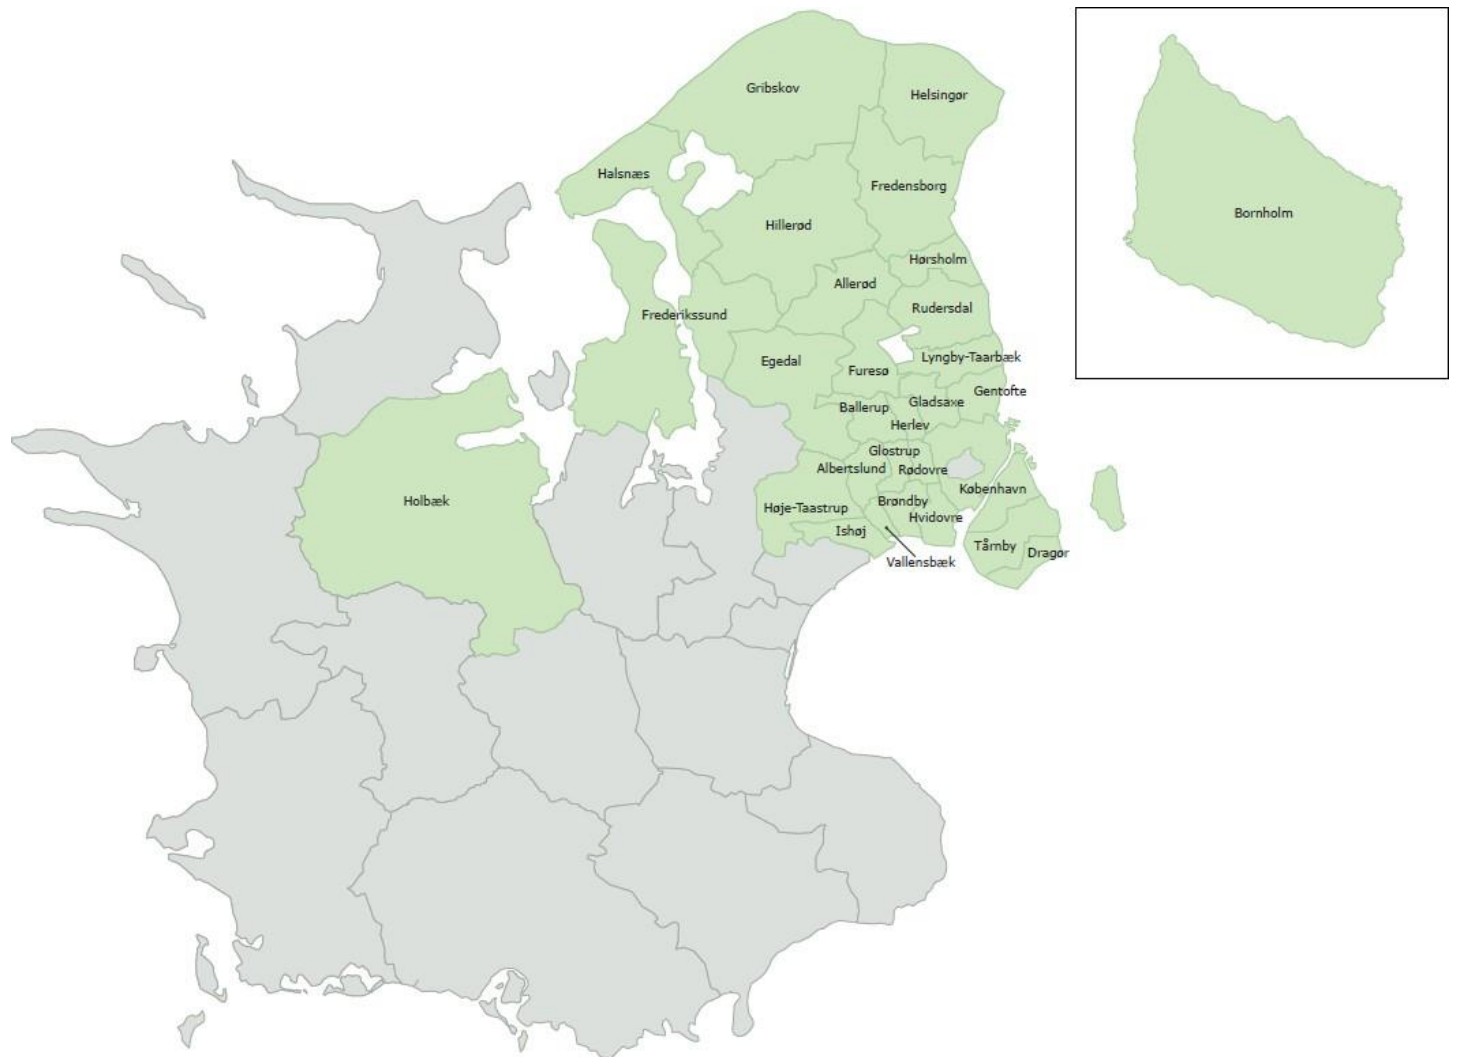 Gribskov
Helsingør
Halsnæs
Fredensborg
Bornholm
Hillerød
Hørsholm
Allerød
Rudersdal
Frederikssund
Egedal
Lyngby-Taarbæk
Furesø
Gentofte
Gladsaxe
Ballerup
Herlev
Glostrup
Albertslund
Rødovre
København
Holbæk
Brøndby
Høje-Taastrup
Hvidovre
Ishøj
Tårnby
Dragør
Vallensbæk